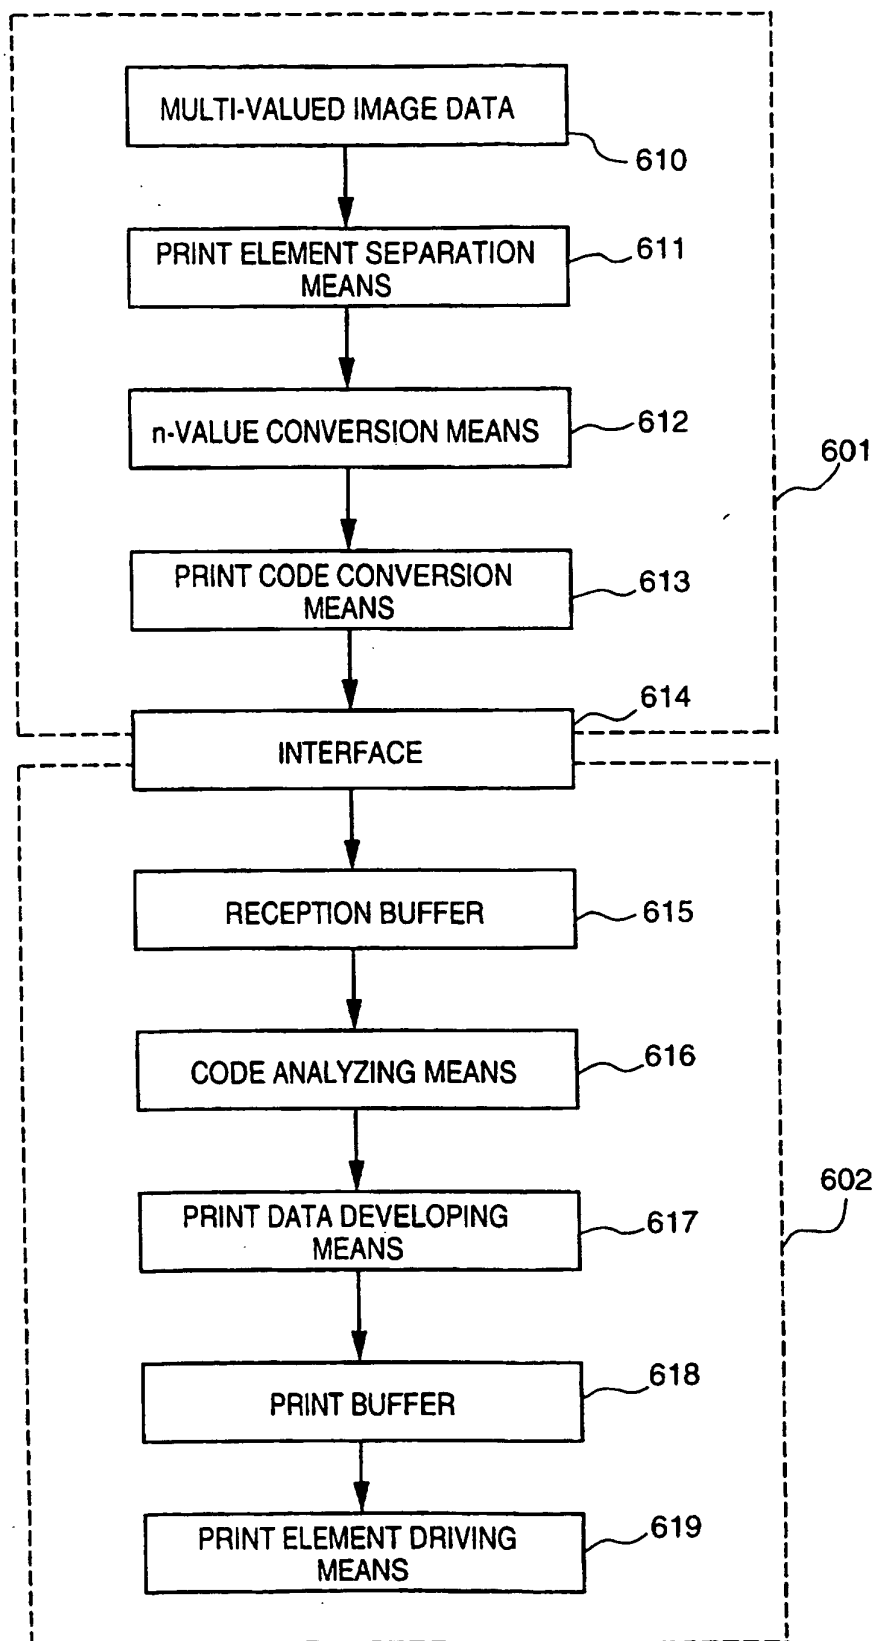 MULTI-VALUED IMAGE DATA
610
PRINT ELEMENT SEPARATION
MEANS
611
n-VALUE CONVERSION MEANS
612
601
PRINT CODE CONVERSION
MEANS
613
614
INTERFACE
RECEPTION BUFFER
615
CODE ANALYZING MEANS
616
602
PRINT DATA DEVELOPING
MEANS
617
PRINT BUFFER
618
PRINT ELEMENT DRIVING
MEANS
619